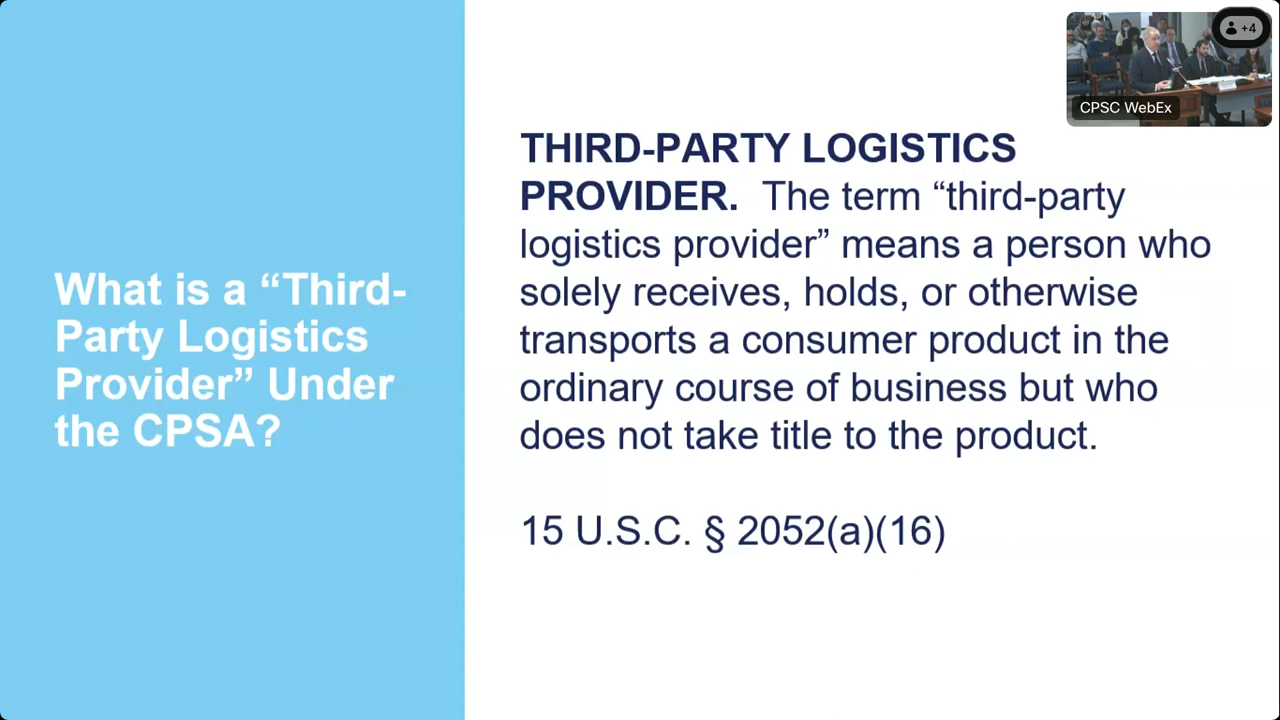 What is a “Third-
Party Logistics
Provider” Under
the CPSA?
THIRD-PARTY LOGISTICS
PROVIDER. The term “third-party
logistics provider” means a person who
solely receives, holds, or otherwise
transports a consumer product in the
ordinary course of business but who
does not take title to the product.
15 U.S.C. § 2052(a)(16)
+4
CPSC WebEx